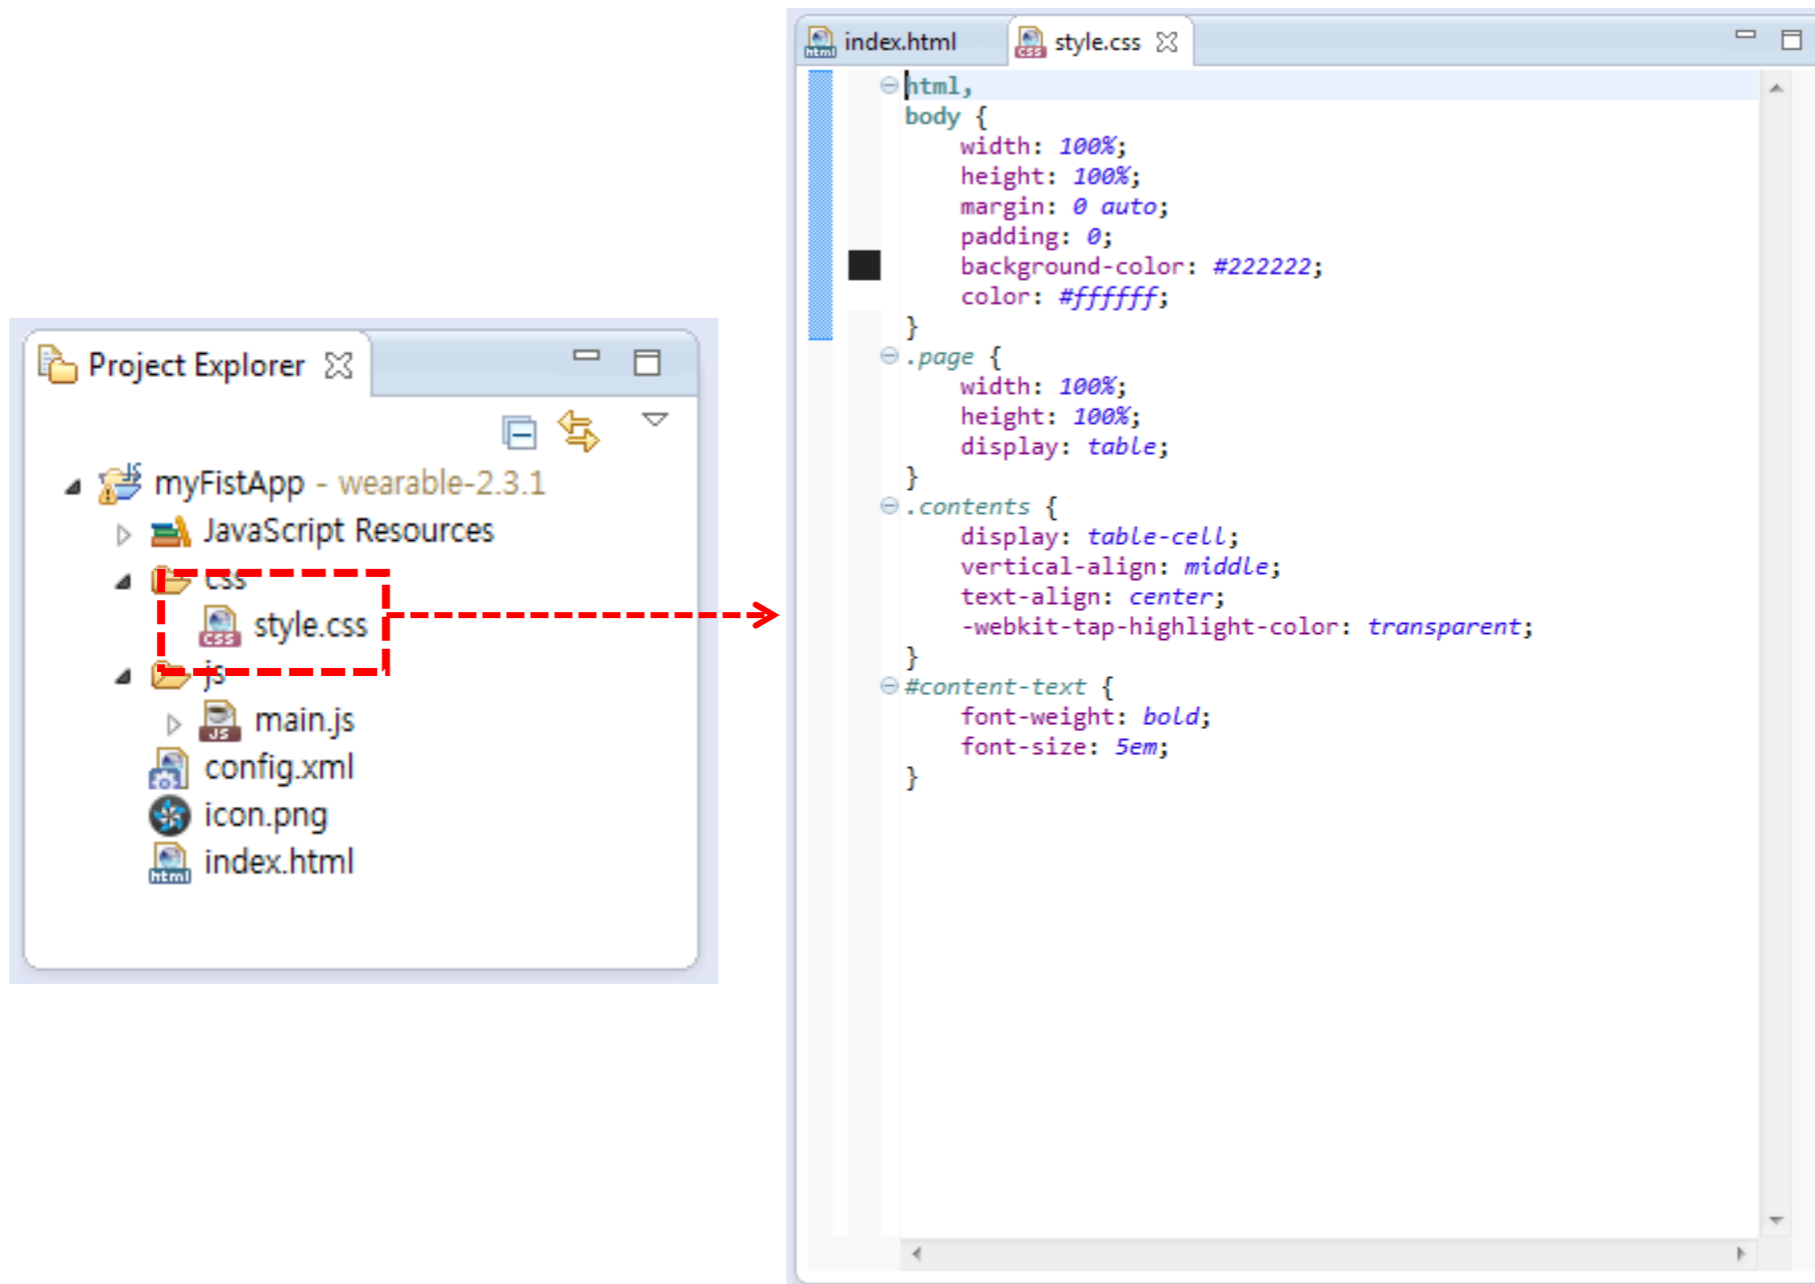 Project Explorer
myFistApp - wearable-2.3.1
JavaScript Resources
css
style.css
js
main.js
config.xml
icon.png
index.html
index.html
style.css
html,
body {
width: 100%;
height: 100%;
margin: 0 auto;
padding: 0;
background-color: #222222;
color: #ffffff;
}
.page {
width: 100%;
height: 100%;
display: table;
}
.contents {
display: table-cell;
vertical-align: middle;
text-align: center;
-webkit-tap-highlight-color: transparent;
}
#content-text {
font-weight: bold;
font-size: 5em;
}